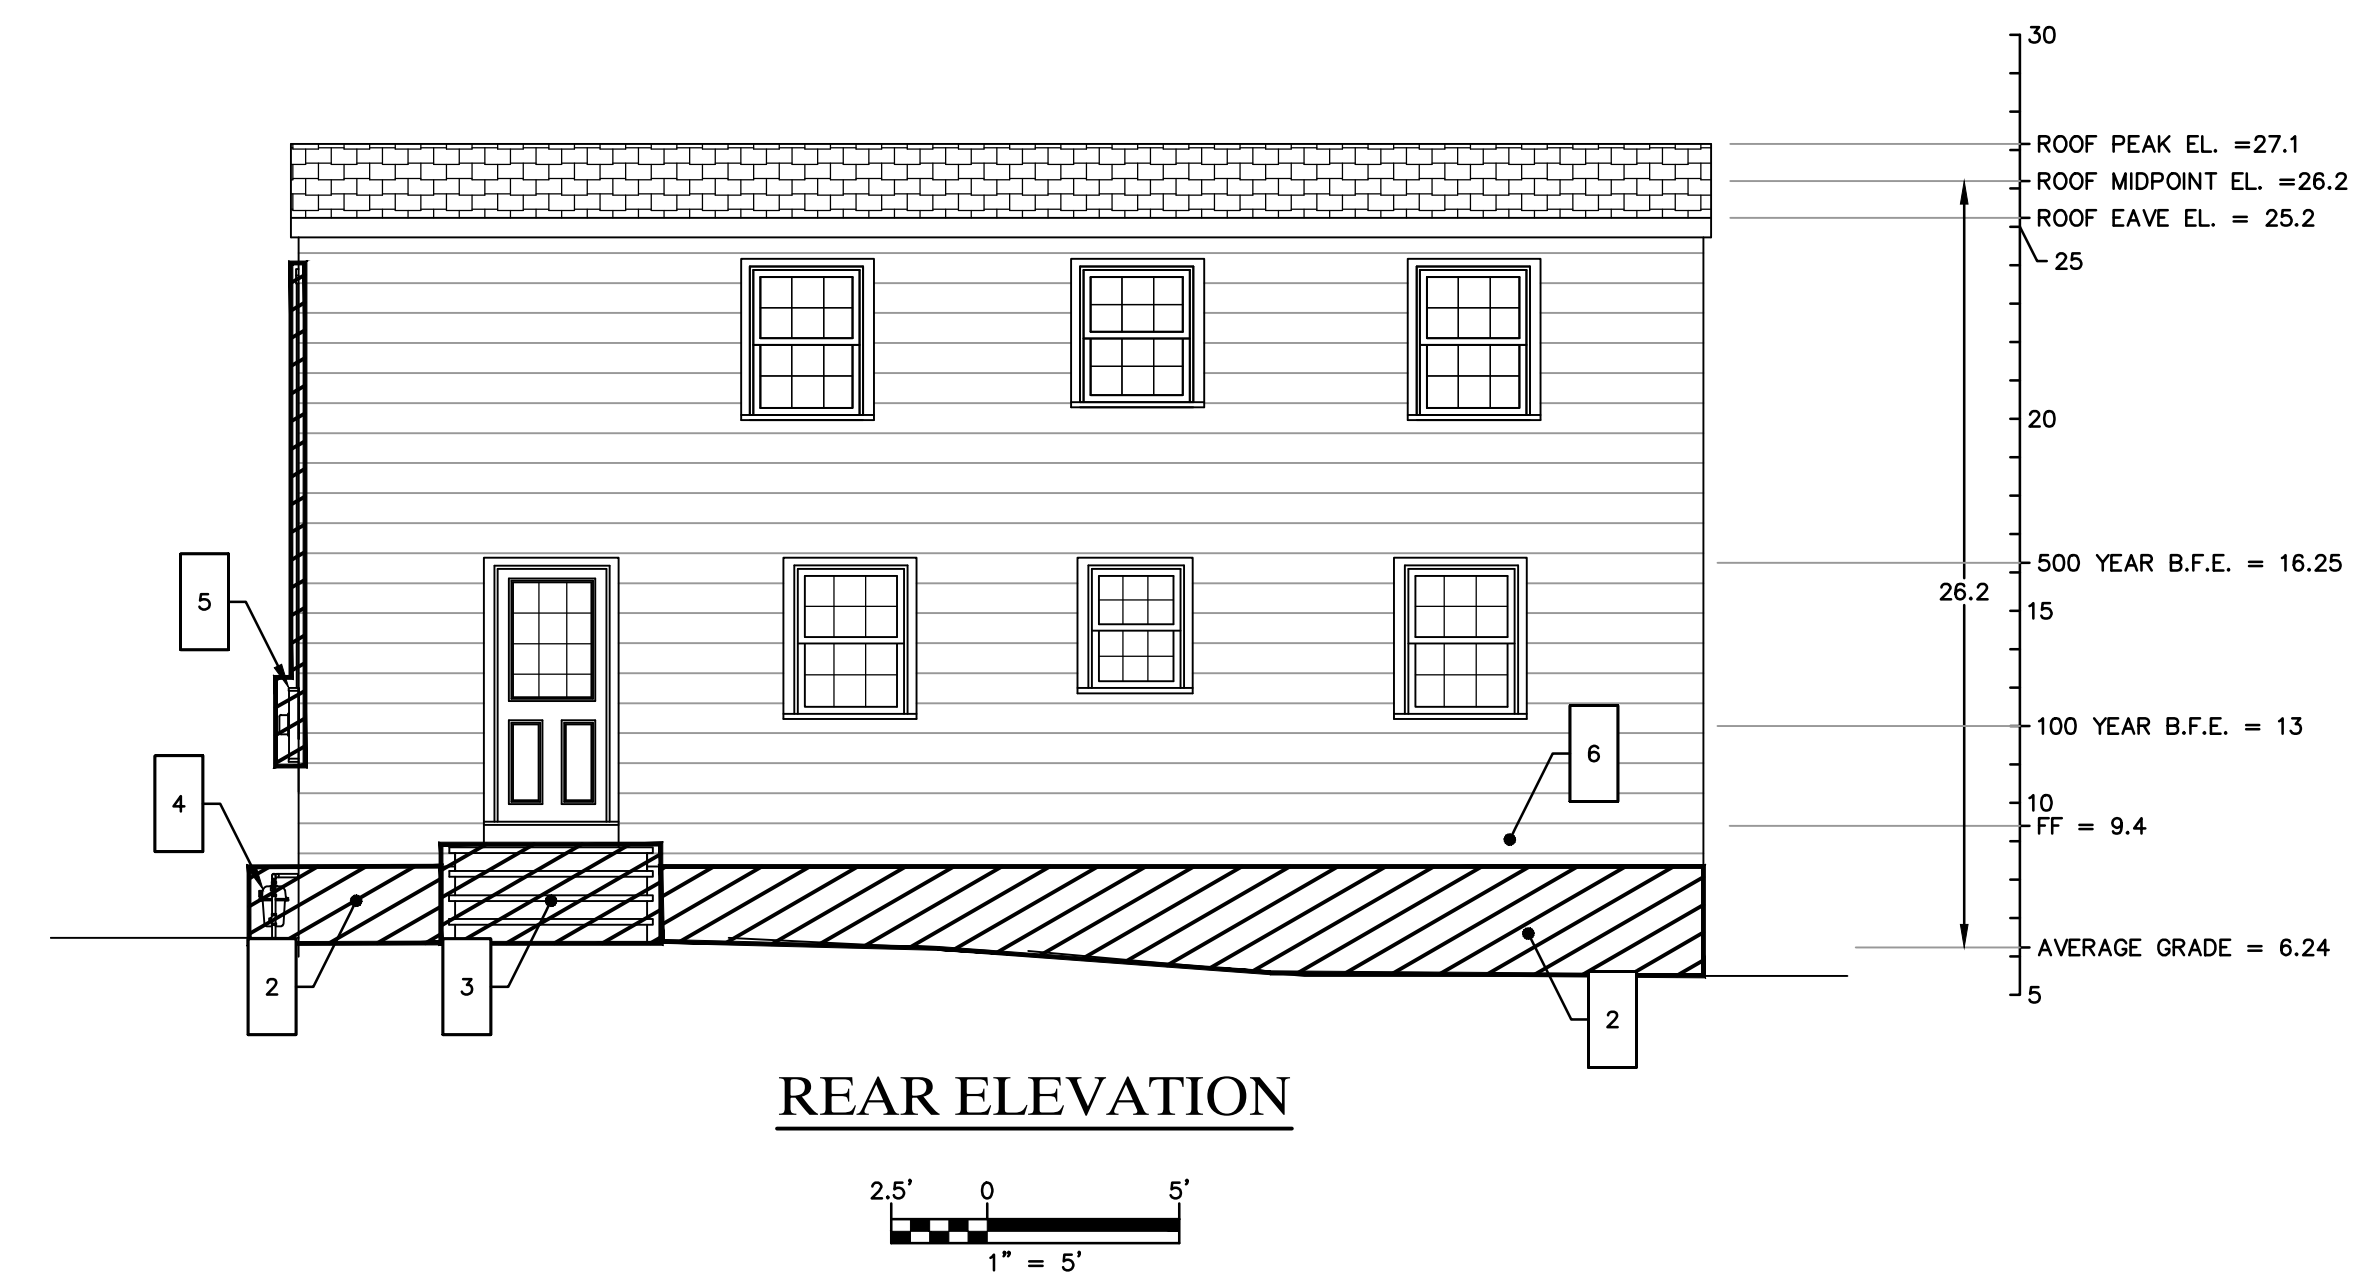 30
ROOF PEAK EL. =27.1
ROOF MIDPOINT EL. =26.2
ROOF EAVE EL. = 25.2
25
20
500 YEAR B.F.E. = 16.25
26.2
5
15
100 YEAR B.F.E. = 13
6
4
10
FF = 9.4
AVERAGE GRADE = 6.24
2
3
5
2
REAR ELEVATION
2.5' 0 5'
1" = 5'